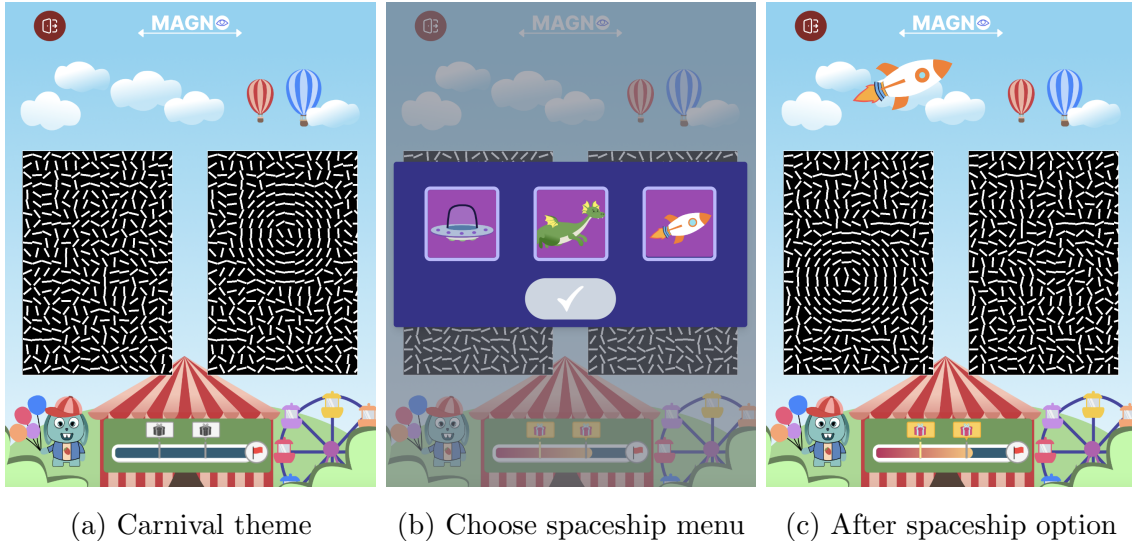 MAGNO
MAGNO
MAGNO
(a) Carnival theme
(b) Choose spaceship menu
(c) After spaceship option